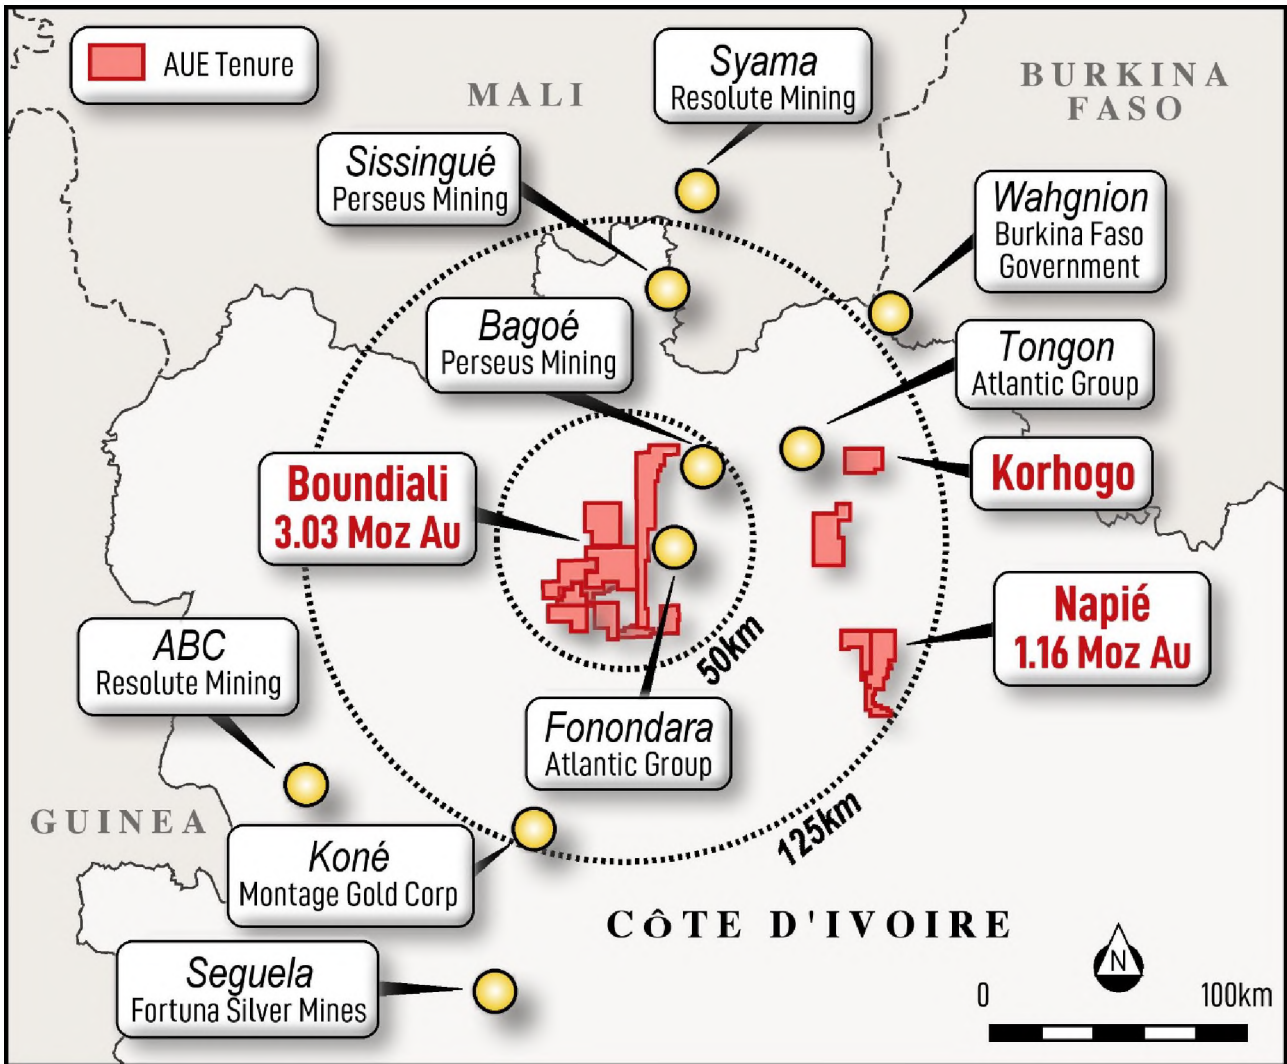 AUE Tenure
MALI
BURKINA
FASO
Syama
Resolute Mining
Sissingué
Perseus Mining
Wahgnion
Burkina Faso
Government
Bagoé
Perseus Mining
Tongon
Atlantic Group
Boundiali
3.03 Moz Au
Korhogo
Napié
1.16 Moz Au
ABC
Resolute Mining
50km
Fonondara
Atlantic Group
125km
GUINEA
Koné
Montage Gold Corp
CÔTE D'IVOIRE
Seguela
Fortuna Silver Mines
N
0
100km